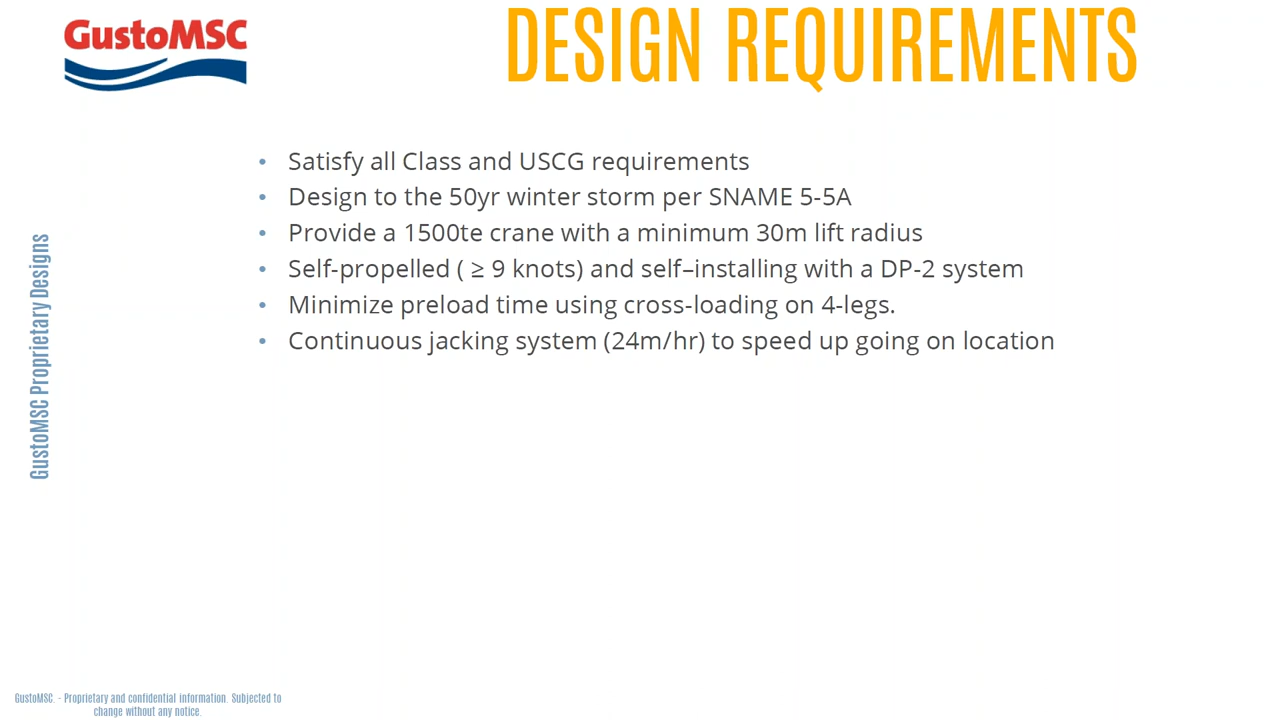 GustoMSC
DESIGN REQUIREMENTS
• Satisfy all Class and USCG requirements
• Design to the 50yr winter storm per SNAME 5-5A
• Provide a 1500te crane with a minimum 30m lift radius
• Self-propelled ( ≥ 9 knots) and self–installing with a DP-2 system
• Minimize preload time using cross-loading on 4-legs.
• Continuous jacking system (24m/hr) to speed up going on location
GustoMSC Proprietary Designs
GustoMSC. - Proprietary and confidential information. Subjected to
change without any notice.